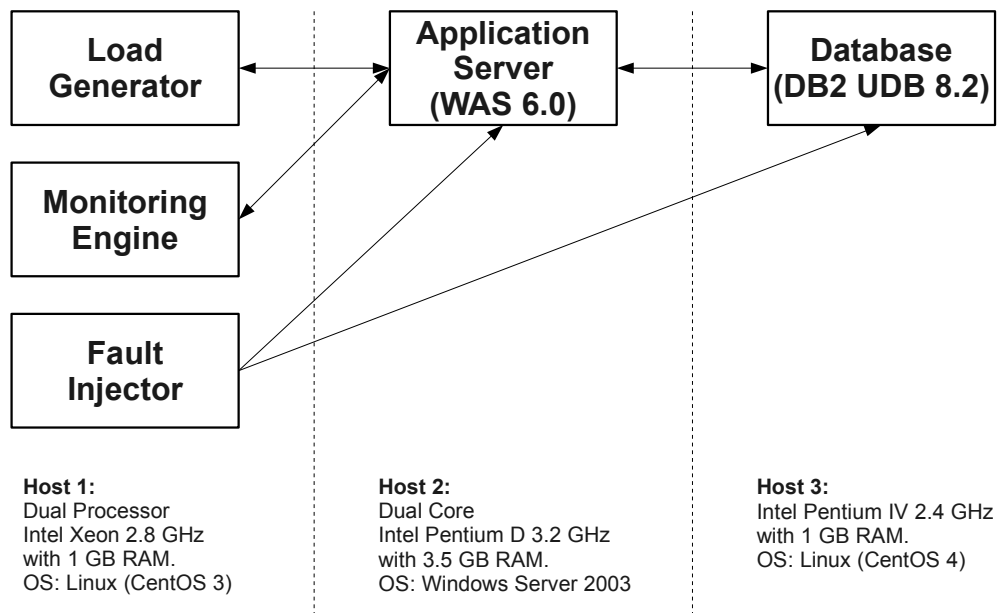 Load
Generator
Application
Server
(WAS 6.0)
Database
(DB2 UDB 8.2)
Monitoring
Engine
Fault
Injector
Host 1:
Dual Processor
Intel Xeon 2.8 GHz
with 1 GB RAM.
OS: Linux (CentOS 3)
Host 2:
Dual Core
Intel Pentium D 3.2 GHz
with 3.5 GB RAM.
OS: Windows Server 2003
Host 3:
Intel Pentium IV 2.4 GHz
with 1 GB RAM.
OS: Linux (CentOS 4)